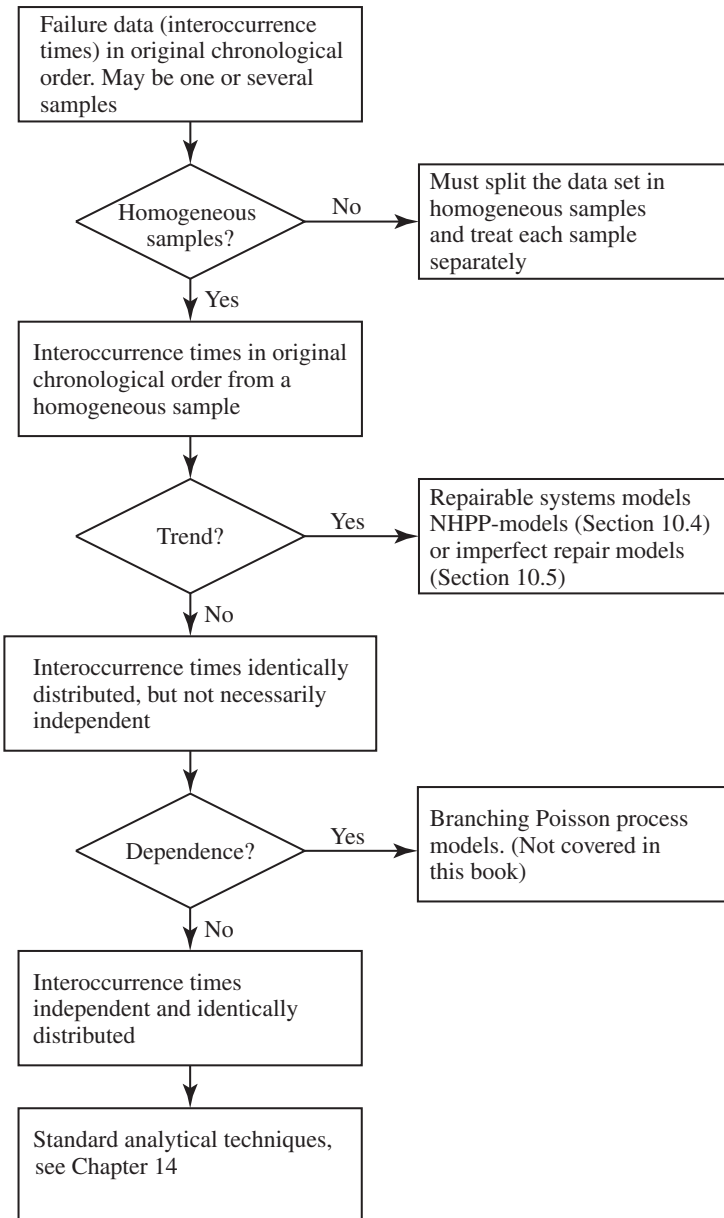 Failure data (interoccurrence
times) in original chronological
order. May be one or several
samples
Homogeneous
samples?
No
Must split the data set in
homogeneous samples
and treat each sample
separately
Yes
Interoccurrence times in original
chronological order from a
homogeneous sample
Trend?
Yes
Repairable systems models
NHPP-models (Section 10.4)
or imperfect repair models
(Section 10.5)
No
Interoccurrence times identically
distributed, but not necessarily
independent
Dependence?
Yes
Branching Poisson process
models. (Not covered in
this book)
No
Interoccurrence times
independent and identically
distributed
Standard analytical techniques,
see Chapter 14